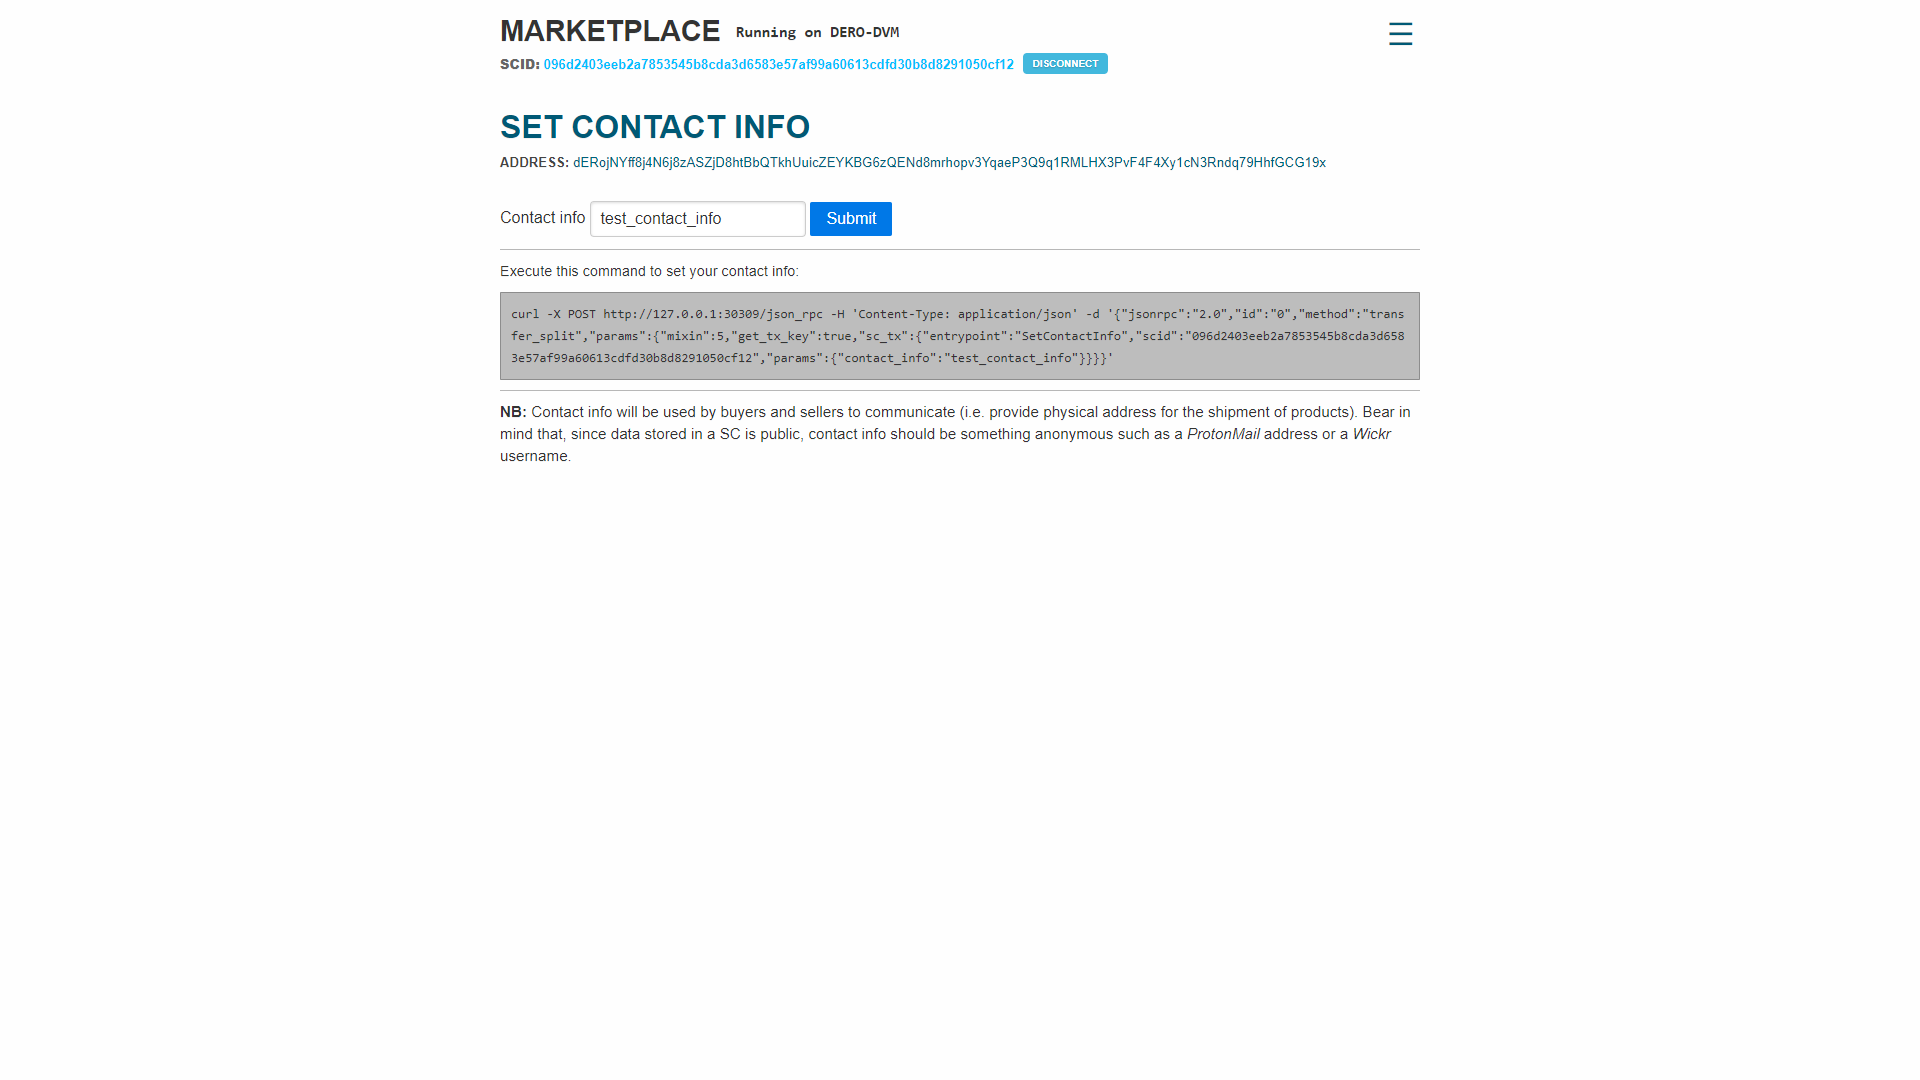 MARKETPLACE Running on DERO-DVM
SCID: 096d2403eeb2a7853545b8cda3d6583e57af99a60613cdfd30b8d8291050cf12 DISCONNECT
SET CONTACT INFO
ADDRESS: dERojNYff8j4N6j8zASZjD8htBbQTkhUuicZEYKBG6zQENd8mrhopv3YqaeP3Q9q1RMLHX3PvF4F4Xy1cN3Rndq79HhfGCG19x
Contact info test_contact_info Submit
Execute this command to set your contact info:
curl -X POST http://127.0.0.1:30309/json_rpc -H 'Content-Type: application/json' -d '{"jsonrpc":"2.0","id":"0","method":"trans
fer_split","params":{"mixin":5,"get_tx_key":true,"sc_tx":{"entrypoint":"SetContactInfo","scid":"096d2403eeb2a7853545b8cda3d658
3e57af99a60613cdfd30b8d8291050cf12","params":{"contact_info":"test_contact_info"}}}}'
NB: Contact info will be used by buyers and sellers to communicate (i.e. provide physical address for the shipment of products). Bear in
mind that, since data stored in a SC is public, contact info should be something anonymous such as a ProtonMail address or a Wickr
username.